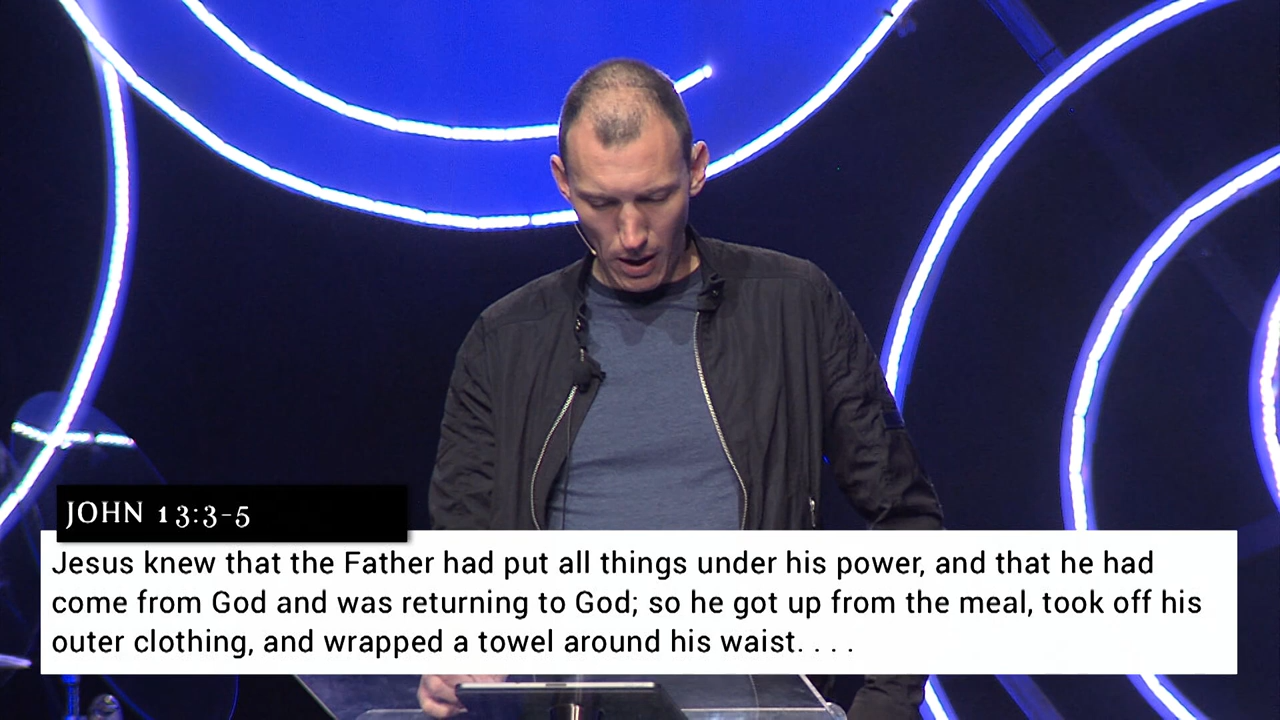 JOHN 13:3-5
Jesus knew that the Father had put all things under his power, and that he had
come from God and was returning to God; so he got up from the meal, took off his
outer clothing, and wrapped a towel around his waist. . . .